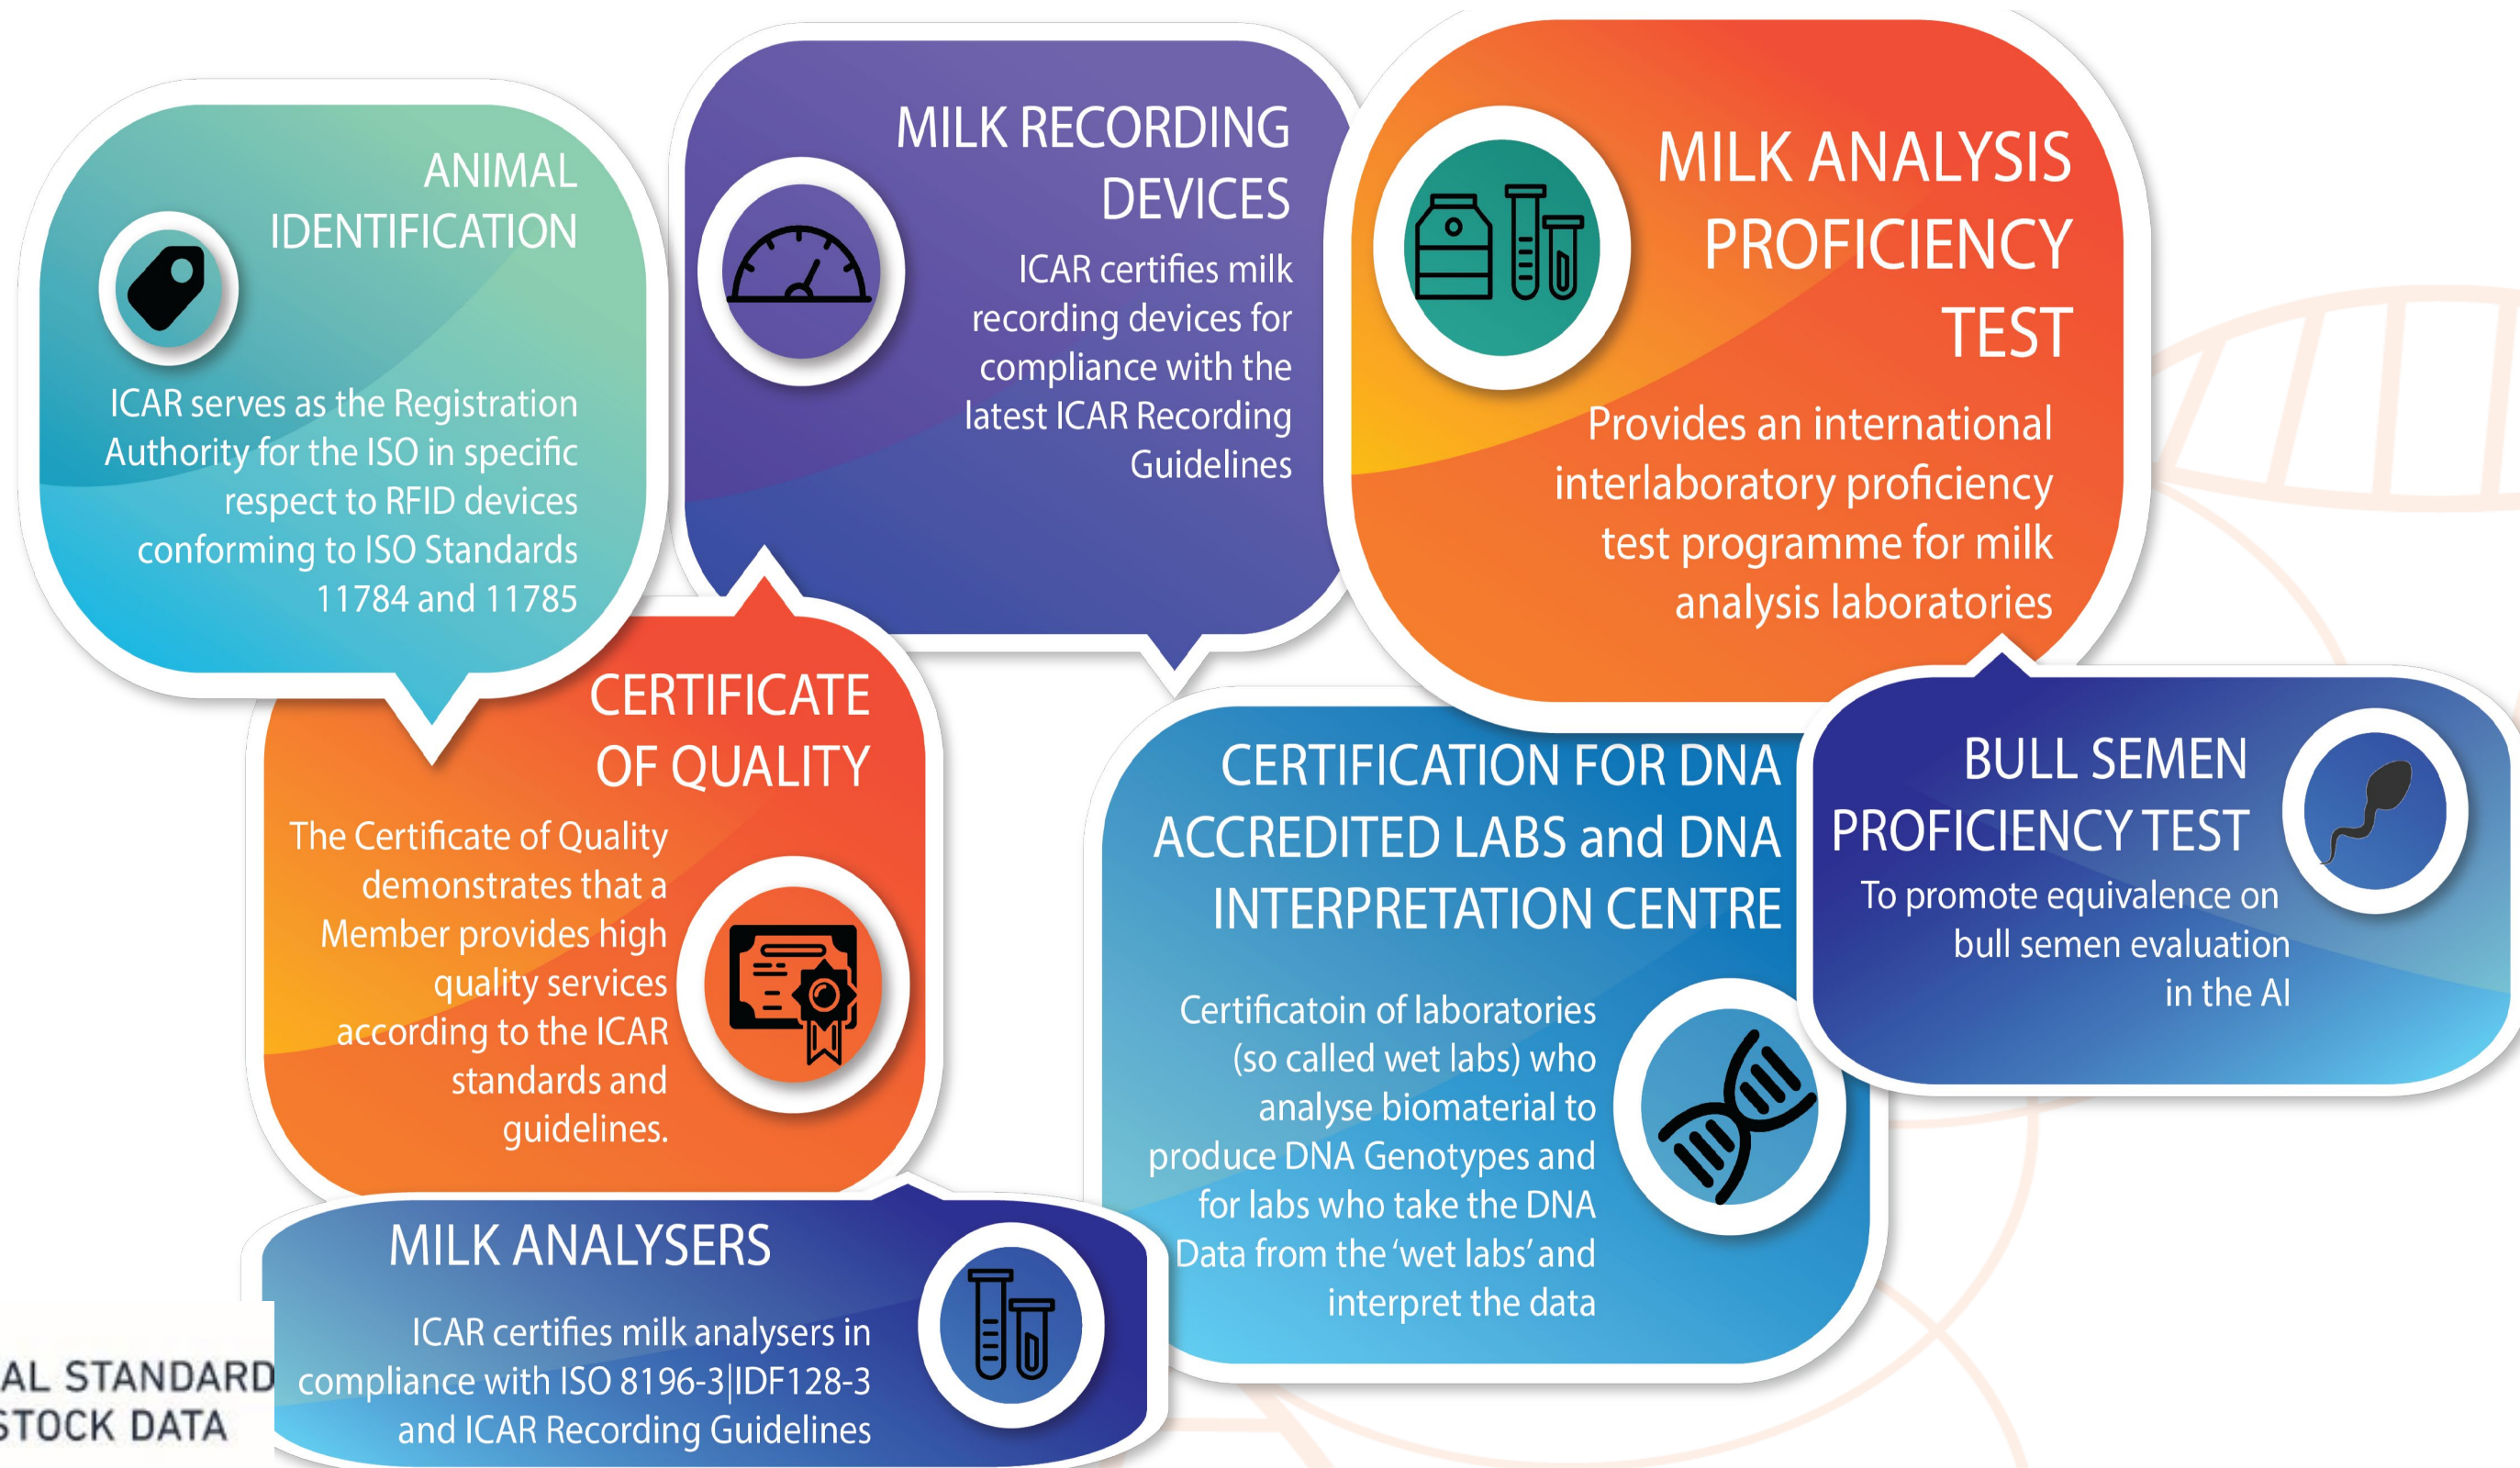 ANIMAL
IDENTIFICATION
ICAR serves as the Registration
Authority for the ISO in specific
respect to RFID devices
conforming to ISO Standards
11784 and 11785
MILK RECORDING
DEVICES
ICAR certifies milk
recording devices for
compliance with the
latest ICAR Recording
Guidelines
MILK ANALYSIS
PROFICIENCY
TEST
Provides an international
interlaboratory proficiency
test programme for milk
analysis laboratories
CERTIFICATE
OF QUALITY
The Certificate of Quality
demonstrates that a
Member provides high
quality services
according to the ICAR
standards and
guidelines.
CERTIFICATION FOR DNA
ACCREDITED LABS and DNA
INTERPRETATION CENTRE
Certificatoin of laboratories
(so called wet labs) who
analyse biomaterial to
produce DNA Genotypes and
for labs who take the DNA
Data from the 'wet labs' and
interpret the data
BULL SEMEN
PROFICIENCY TEST
To promote equivalence on
bull semen evaluation
in the AI
MILK ANALYSERS
ICAR certifies milk analysers in
compliance with ISO 8196-3|IDF128-3
and ICAR Recording Guidelines
AL STANDARD
STOCK DATA